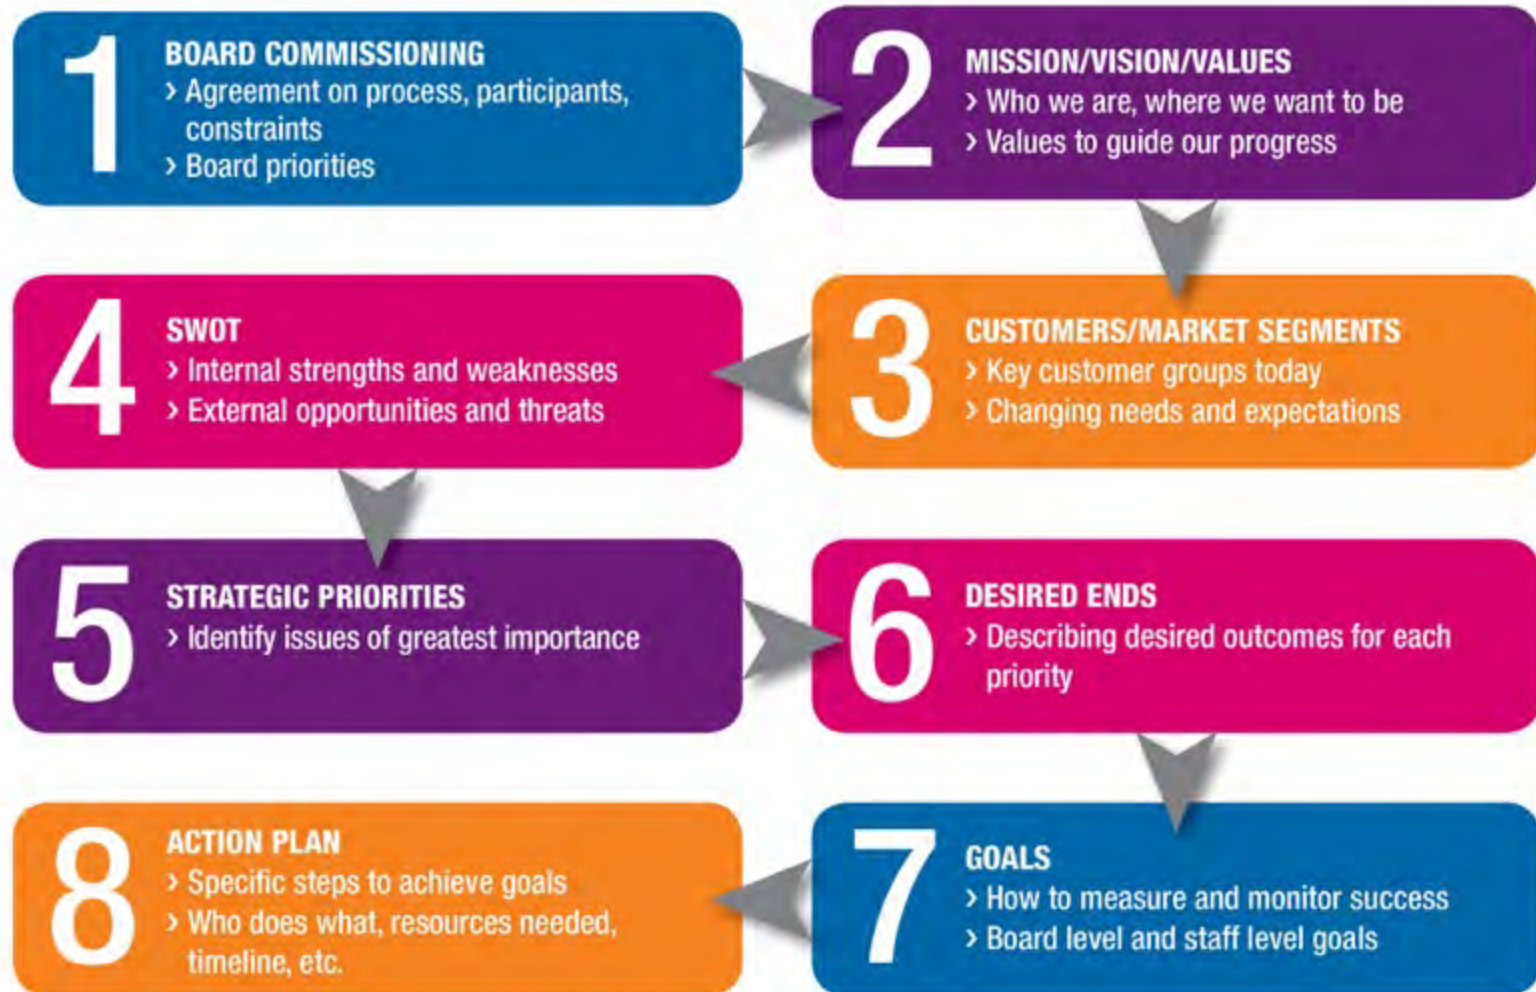 1
BOARD COMMISSIONING
› Agreement on process, participants,
constraints
› Board priorities
2
MISSION/VISION/VALUES
› Who we are, where we want to be
› Values to guide our progress
3
CUSTOMERS/MARKET SEGMENTS
› Key customer groups today
› Changing needs and expectations
4
SWOT
› Internal strengths and weaknesses
› External opportunities and threats
5
STRATEGIC PRIORITIES
› Identify issues of greatest importance
6
DESIRED ENDS
› Describing desired outcomes for each
priority
7
GOALS
› How to measure and monitor success
› Board level and staff level goals
8
ACTION PLAN
› Specific steps to achieve goals
› Who does what, resources needed,
timeline, etc.